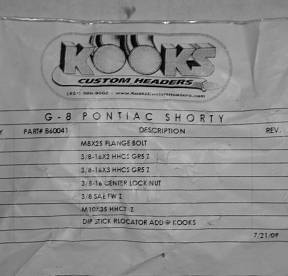 KOOKS
CUSTOM HEADERS
G-8 PONTIAC SHORTY
Y PART# B60041 DESCRIPTION REV.
M8X25 FLANGE BOLT
3/8-16X2 HHCS GR5 Z
3/8-16X3 HHCS GR5 Z
3/8-16 CENTER LOCK NUT
3/8 SAE FW Z
M10X35 HHCS Z
DIP STICK RLOCATOR ADD @ KOOKS
7/21/09